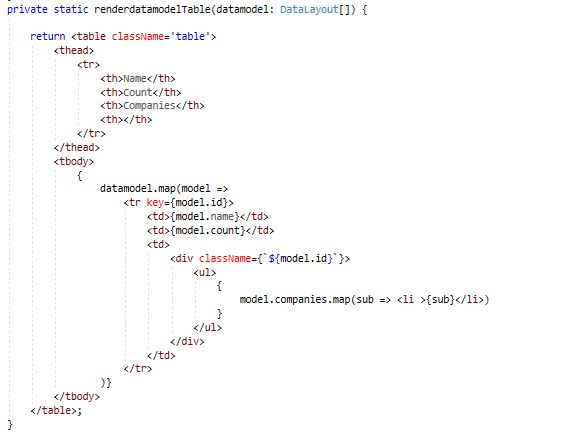 private static renderdatamodelTable(datamodel: DataLayout[]) {
return <table className='table'>
<thead>
<tr>
<th>Name</th>
<th>Count</th>
<th>Companies</th>
<th></th>
</tr>
</thead>
<tbody>
{
datamodel.map(model =>
<tr key={model.id}>
<td>{model.name}</td>
<td>{model.count}</td>
<td>
<div className={`${model.id}`}>
<ul>
{
model.companies.map(sub => <li >{sub}</li>)
}
</ul>
</div>
</td>
</tr>
)}
</tbody>
</table>;
}